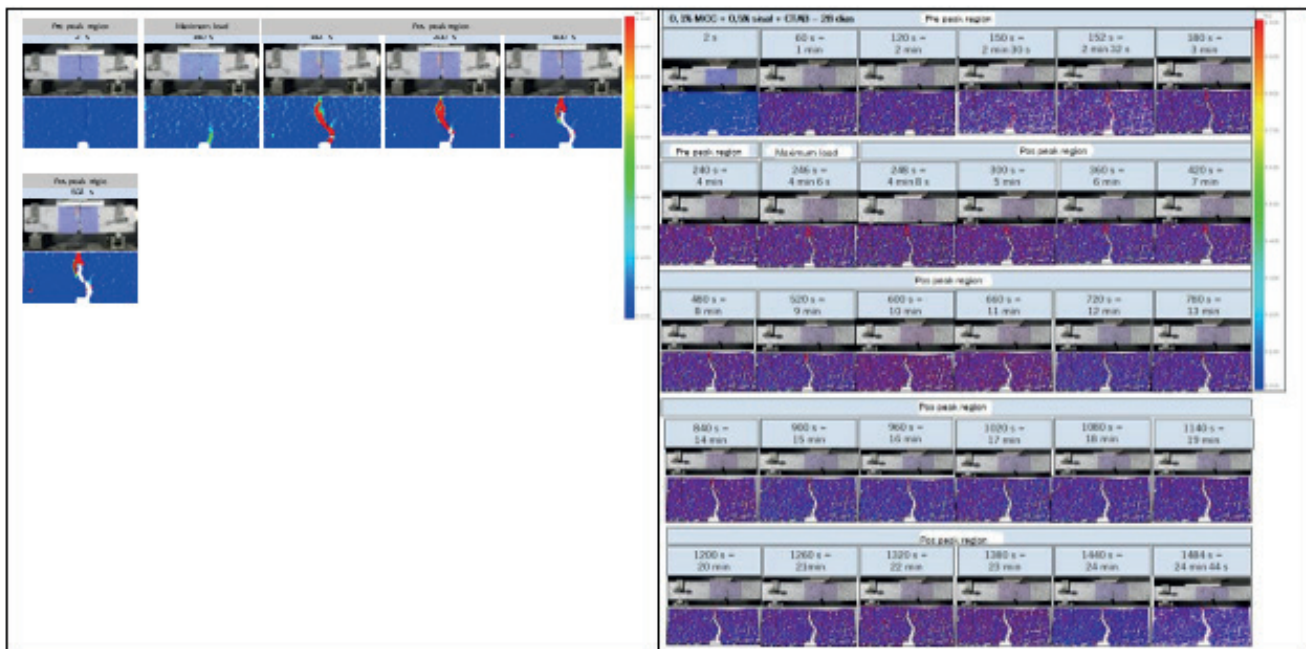 Pre peak region
Maximum load
Pos. peak region
2 s
Pos. peak region
0,3% MCC + 0,5% sisal + CTAB – 28 dias
Pre peak region
2 s
60 s =
1 min
120 s =
2 min
150 s =
2 min 30 s
152 s =
2 min 32 s
180 s =
3 min
Pre peak region
Maximum load
Pos peak region
240 s =
4 min
246 s =
4 min 6 s
248 s =
4 min 8 s
300 s =
5 min
360 s =
6 min
420 s =
7 min
Pos peak region
480 s =
8 min
520 s =
9 min
600 s =
10 min
660 s =
11 min
720 s =
12 min
780 s =
13 min
Pos peak region
840 s =
14 min
900 s =
15 min
960 s =
16 min
1020 s =
17 min
1080 s =
18 min
1140 s =
19 min
Pos peak region
1200 s =
20 min
1260 s =
21min
1320 s =
22 min
1380 s =
23 min
1440 s =
24 min
1484 s =
24 min 44 s